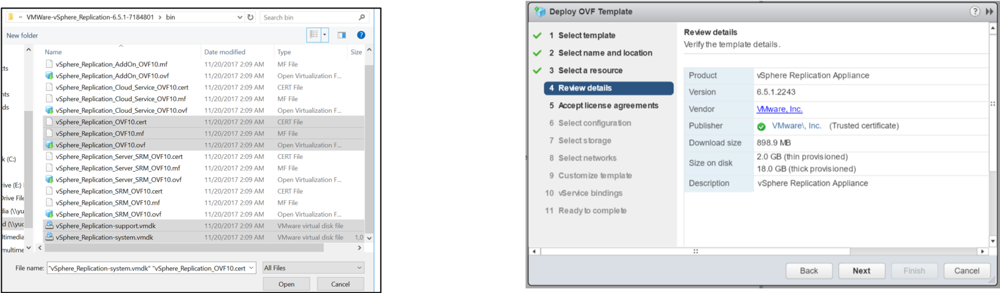 VMWare-vSphere_Replication-6.5.1-7184801 > bin
Search bin
New folder
Name Date modified Type Size
vSphere_Replication_AddOn_OVF10.mf 11/20/2017 2:09 AM MF File
vSphere_Replication_AddOn_OVF10.ovf 11/20/2017 2:09 AM Open Virtualization F...
vSphere_Replication_Cloud_Service_OVF10.cert 11/20/2017 2:09 AM CERT File
vSphere_Replication_Cloud_Service_OVF10.mf 11/20/2017 2:09 AM MF File
vSphere_Replication_Cloud_Service_OVF10.ovf 11/20/2017 2:09 AM Open Virtualization F...
vSphere_Replication_OVF10.cert 11/20/2017 2:09 AM CERT File
vSphere_Replication_OVF10.mf 11/20/2017 2:09 AM MF File
vSphere_Replication_OVF10.ovf 11/20/2017 2:09 AM Open Virtualization F...
vSphere_Replication_Server_SRM_OVF10.cert 11/20/2017 2:09 AM CERT File
vSphere_Replication_Server_SRM_OVF10.mf 11/20/2017 2:09 AM MF File
vSphere_Replication_Server_SRM_OVF10.ovf 11/20/2017 2:09 AM Open Virtualization F...
vSphere_Replication_SRM_OVF10.cert 11/20/2017 2:09 AM CERT File
vSphere_Replication_SRM_OVF10.mf 11/20/2017 2:09 AM MF File
vSphere_Replication_SRM_OVF10.ovf 11/20/2017 2:09 AM Open Virtualization F...
vSphere_Replication-support.vmdk 11/20/2017 2:09 AM VMware virtual disk file
vSphere_Replication-system.vmdk 11/20/2017 2:09 AM VMware virtual disk file 1,0
cts
nts
ds
k (C:)
rive (E:)
Drive File
dia (\\yu
d (\\yuc
ltimedia
multime
File name: "vSphere_Replication-system.vmdk" "vSphere_Replication_OVF10.cert
All Files
Open Cancel
Deploy OVF Template
1 Select template
2 Select name and location
3 Select a resource
4 Review details
5 Accept license agreements
6 Select configuration
7 Select storage
8 Select networks
9 Customize template
10 vService bindings
11 Ready to complete
Review details
Verify the template details.
Product vSphere Replication Appliance
Version 6.5.1.2243
Vendor VMware, Inc.
Publisher VMware\, Inc. (Trusted certificate)
Download size 898.9 MB
Size on disk 2.0 GB (thin provisioned)
18.0 GB (thick provisioned)
Description vSphere Replication Appliance
Back Next Finish Cancel